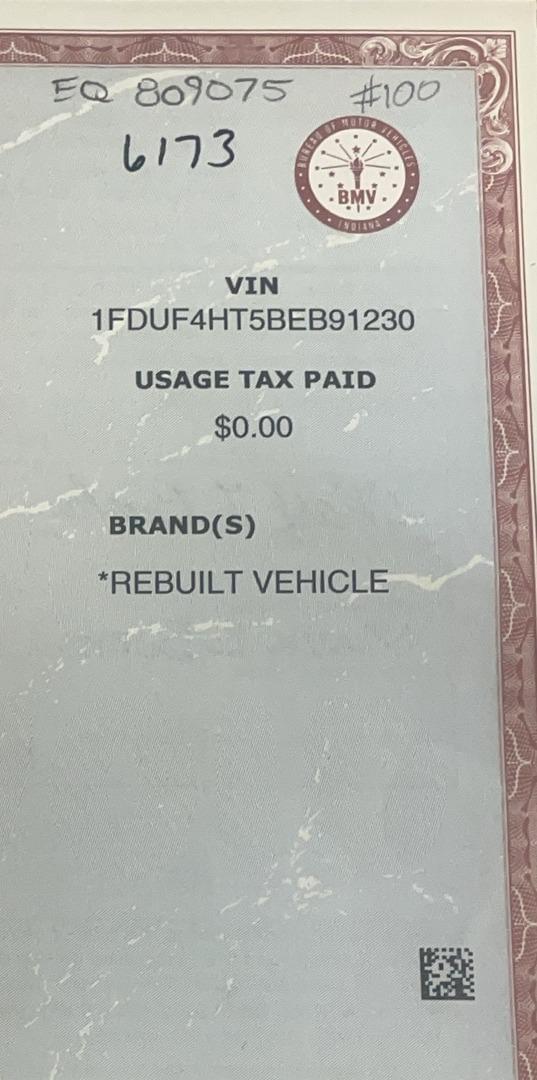 EQ 809075 #100
6173
BUREAU OF MOTOR VEHICLES
BMV
INDIANA
VIN
1FDUF4HT5BEB91230
USAGE TAX PAID
$0.00
BRAND(S)
*REBUILT VEHICLE